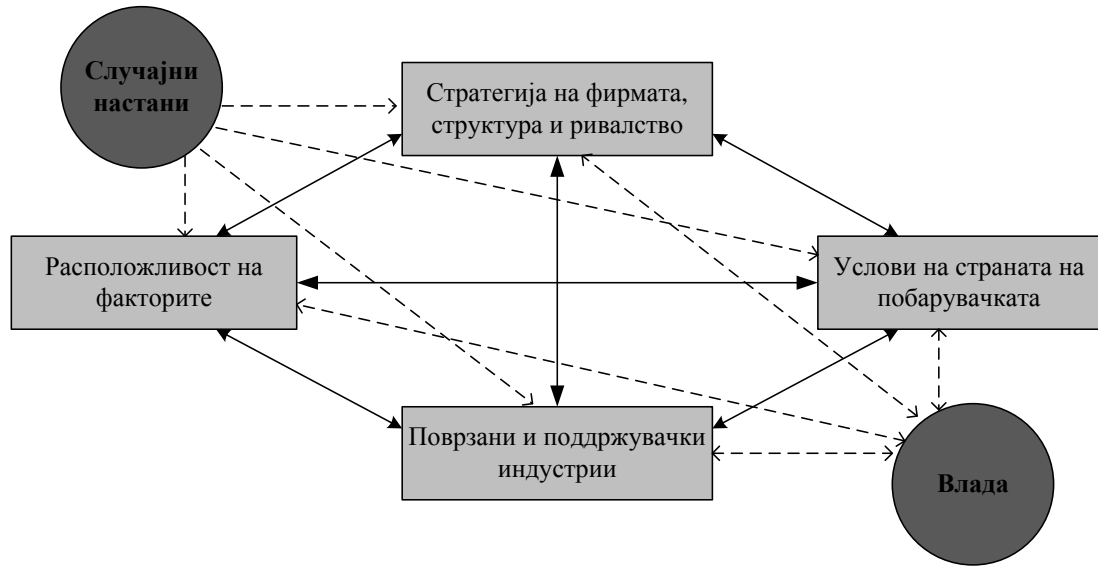 Случајни
настани
Стратегија на фирмата,
структура и ривалство
Расположливост на
факторите
Услови на страната на
побарувачката
Поврзани и поддржувачки
индустрии
Влада